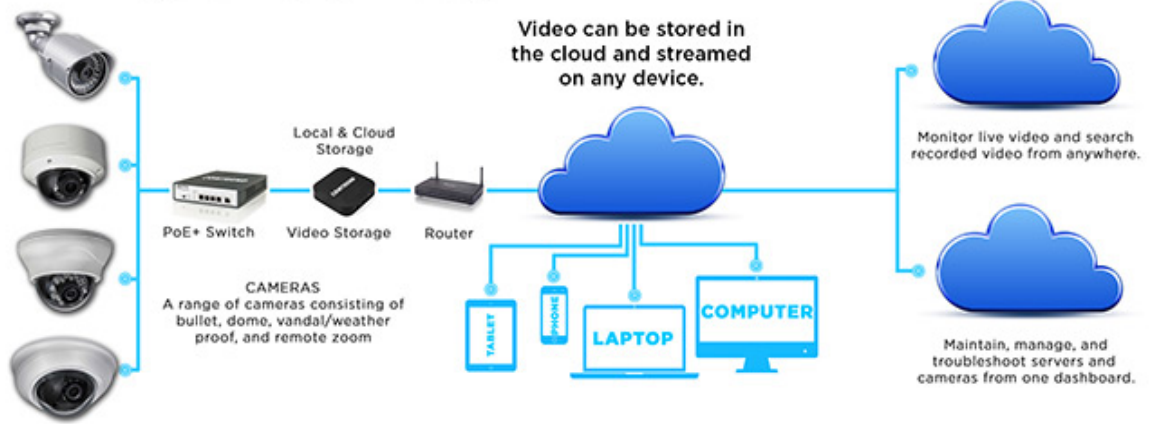 Video can be stored in
the cloud and streamed
on any device.
Local & Cloud
Storage
PoE+ Switch
Video Storage
Router
CAMERAS
A range of cameras consisting of
bullet, dome, vandal/weather
proof, and remote zoom
TABLET
PHONE
LAPTOP
COMPUTER
Monitor live video and search
recorded video from anywhere.
Maintain, manage, and
troubleshoot servers and
cameras from one dashboard.